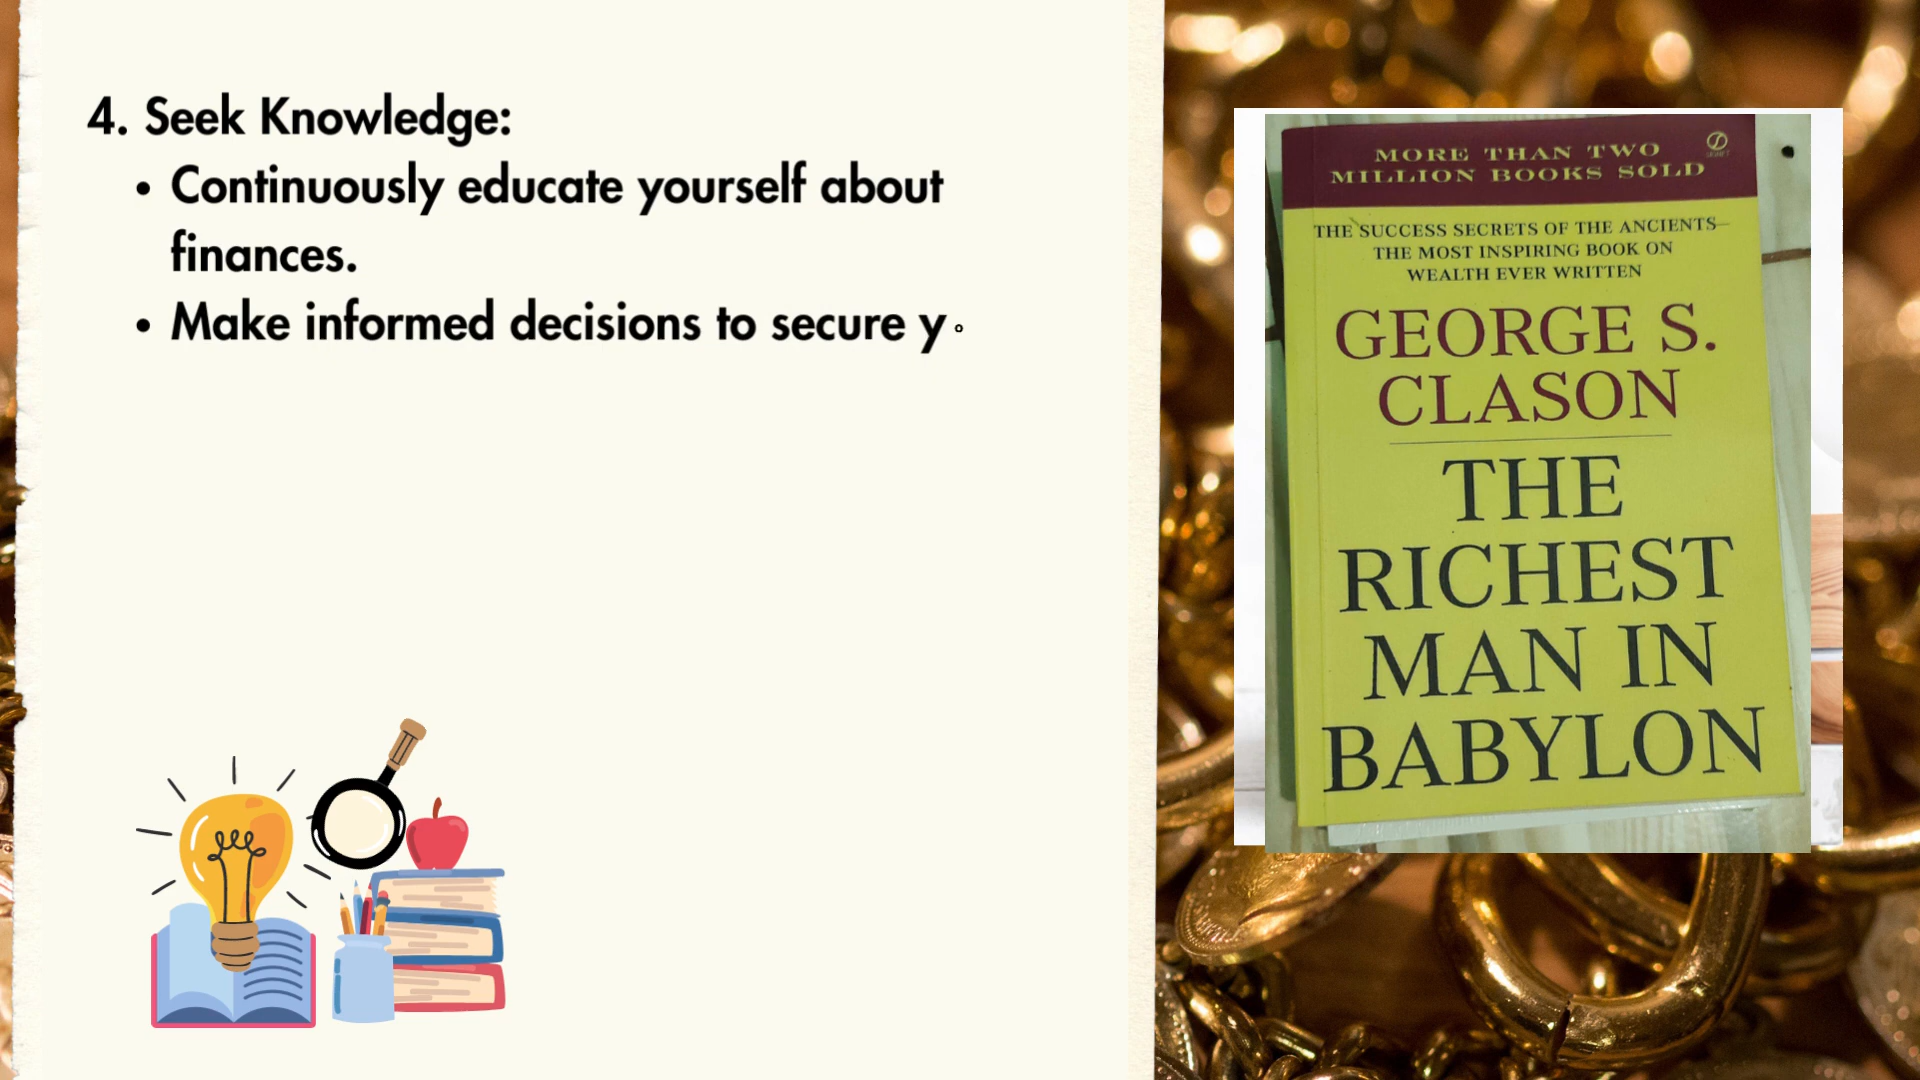 4. Seek Knowledge:
• Continuously educate yourself about
finances.
• Make informed decisions to secure y
MORE THAN TWO
MILLION BOOKS SOLD
SIGNET
THE SUCCESS SECRETS OF THE ANCIENTS—
THE MOST INSPIRING BOOK ON
WEALTH EVER WRITTEN
GEORGE S.
CLASON
THE
RICHEST
MAN IN
BABYLON